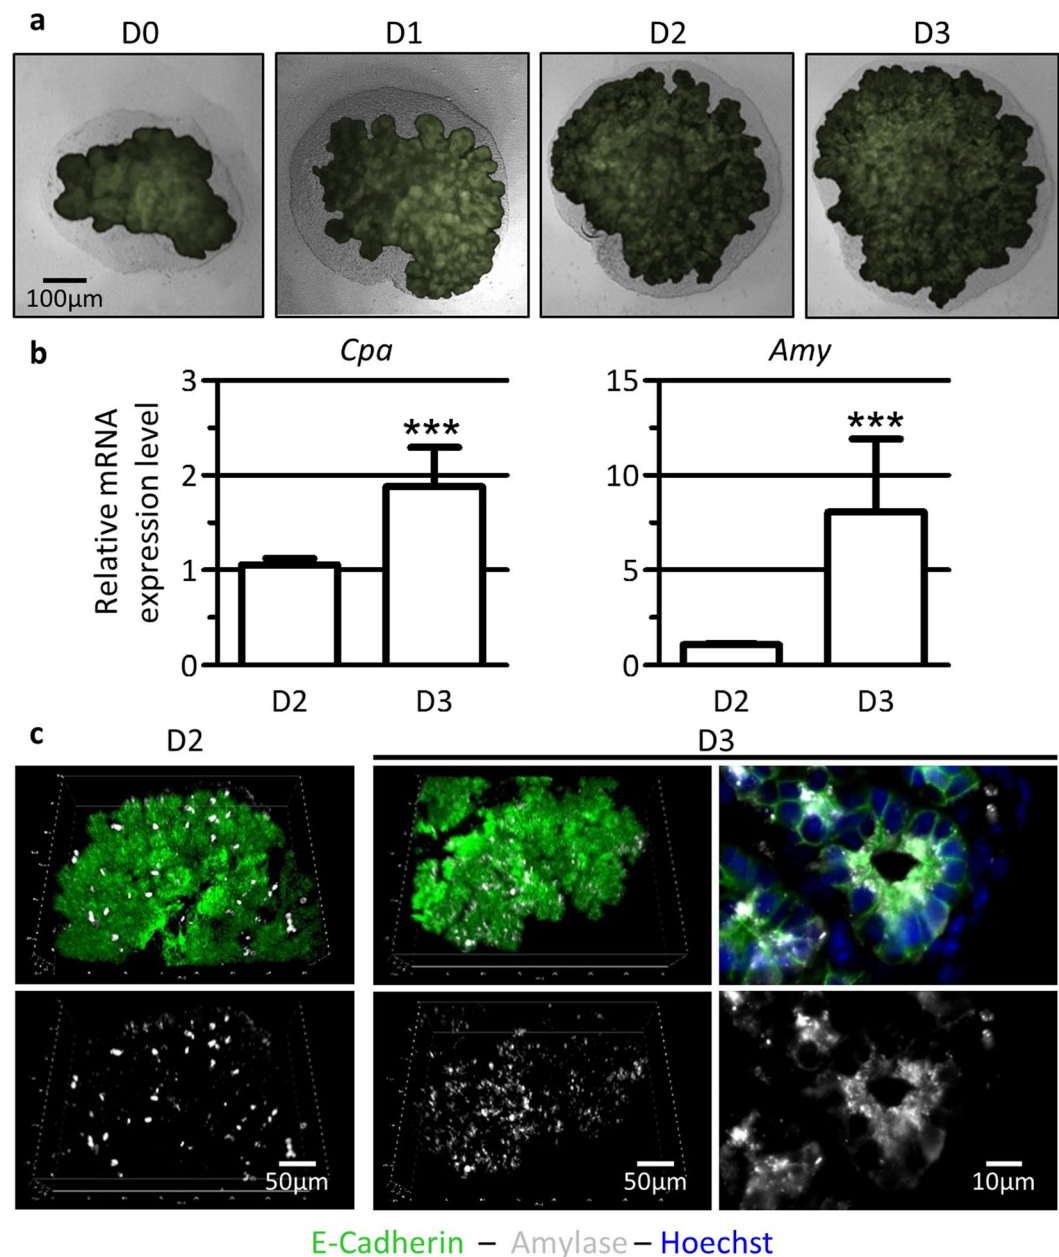 a
D0 D1 D2 D3
100µm
b
Cpa Amy
Relative mRNA
expression level
3
2
1
0
15
10
5
0
***
***
D2 D3 D2 D3
c
D2 D3
50µm 50µm 10µm
E-Cadherin – Amylase – Hoechst